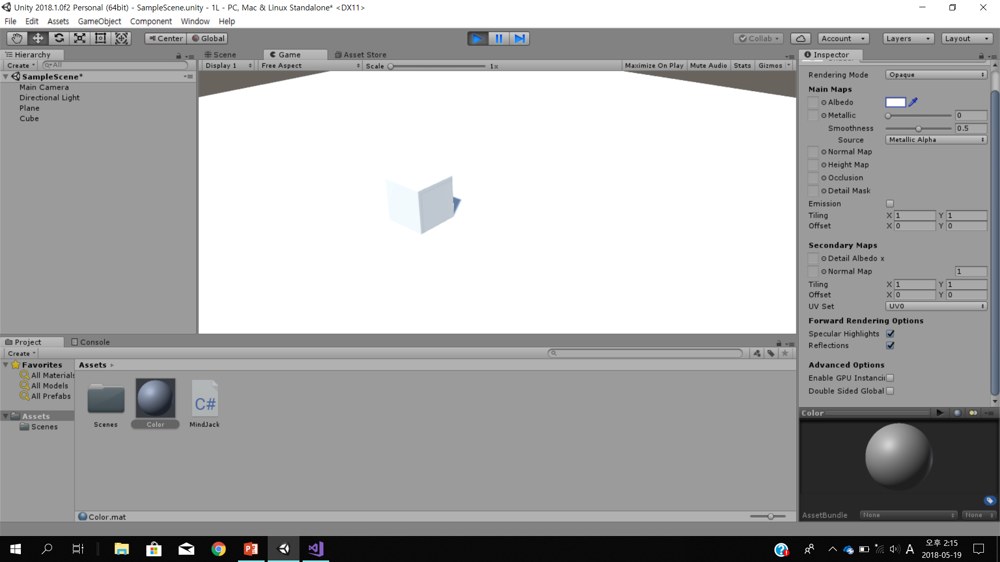 Unity 2018.1.0f2 Personal (64bit) - SampleScene.unity - 1L - PC, Mac & Linux Standalone* <DX11>
File Edit Assets GameObject Component Window Help
Center Global Collab Account Layers Layout
Hierarchy Scene Game Asset Store Inspector
Create All Display 1 Free Aspect Scale 1x Maximize On Play Mute Audio Stats Gizmos
SampleScene*
Main Camera
Directional Light
Plane
Cube
Rendering Mode Opaque
Main Maps
Albedo
Metallic 0
Smoothness 0.5
Source Metallic Alpha
Normal Map
Height Map
Occlusion
Detail Mask
Emission
Tiling X 1 Y 1
Offset X 0 Y 0
Secondary Maps
Detail Albedo x
Normal Map 1
Tiling X 1 Y 1
Offset X 0 Y 0
UV Set UV0
Forward Rendering Options
Specular Highlights
Reflections
Advanced Options
Enable GPU Instanci
Double Sided Global
Project Console
Create
Favorites
All Materials
All Models
All Prefabs
Assets
Scenes
Assets
Scenes Color C# MindJack
Color.mat
Color
AssetBundle None None
A 오후 2:15
2018-05-19